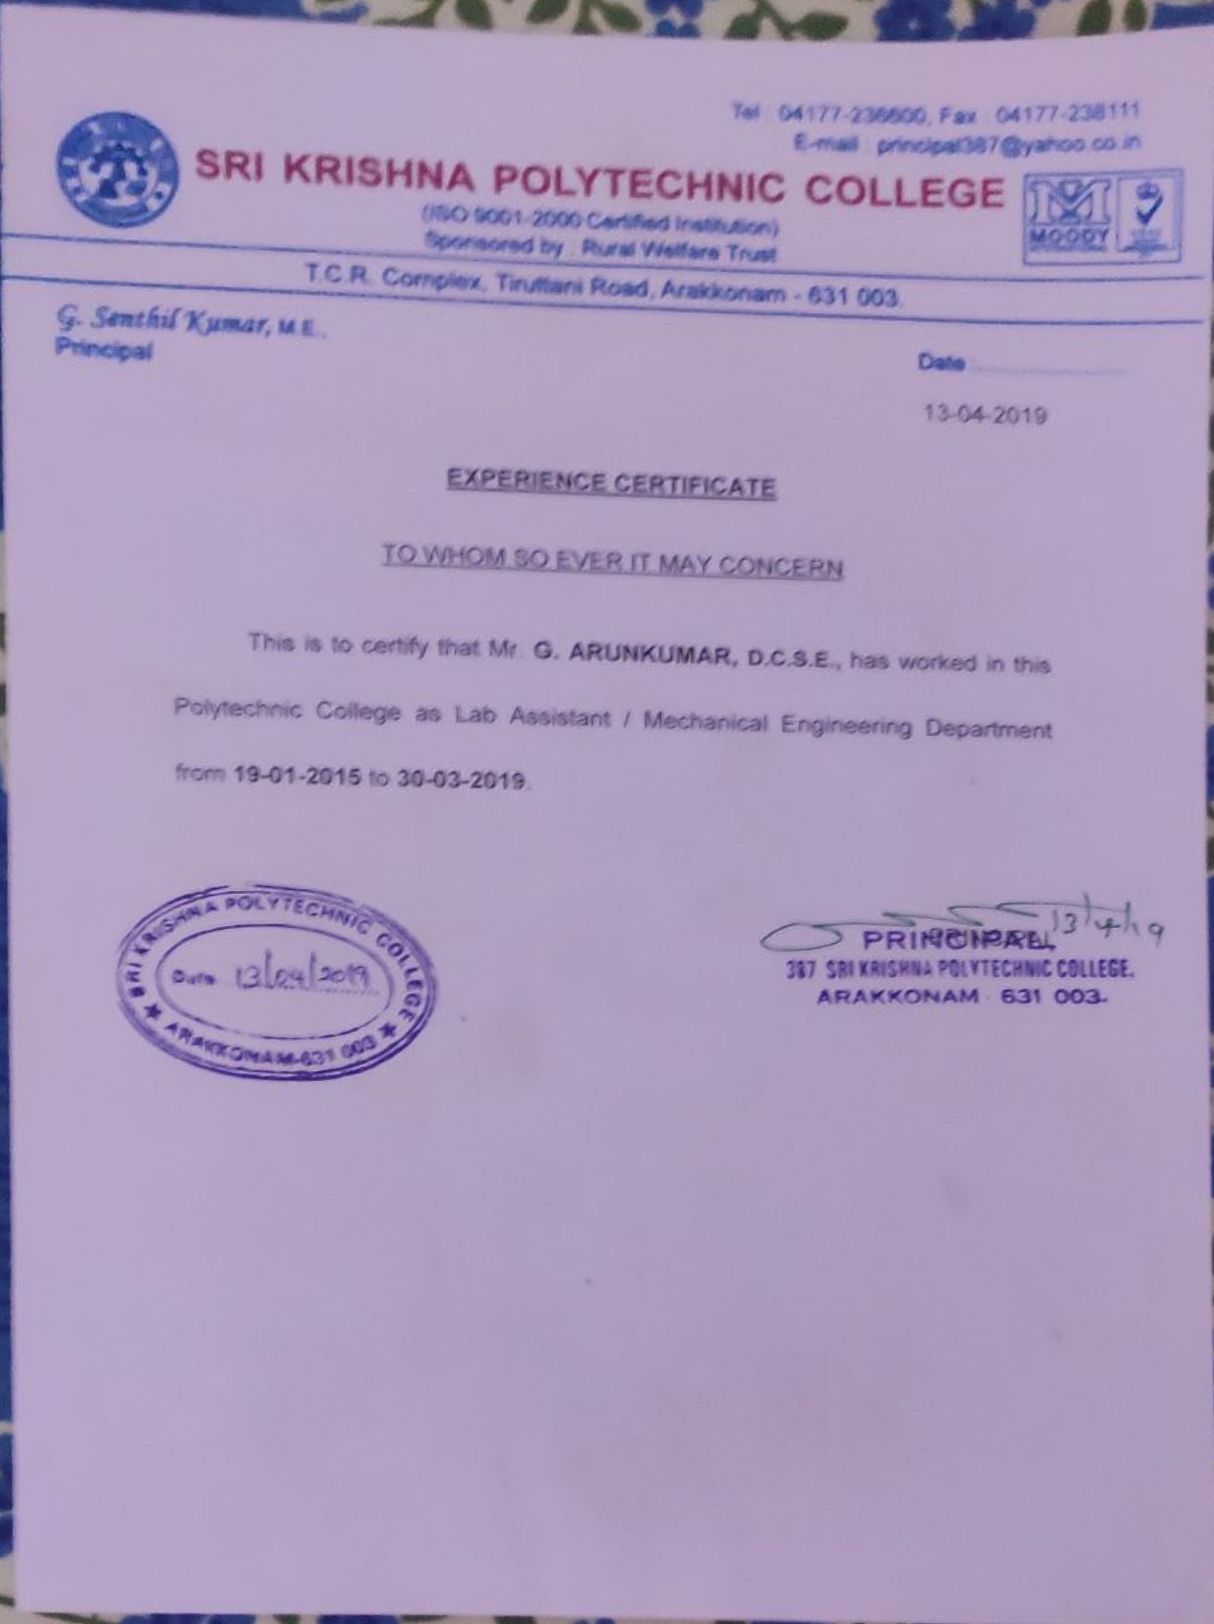 Tel : 04177-236600, Fax : 04177-238111
E-mail : principal387@yahoo.co.in
SRI KRISHNA POLYTECHNIC COLLEGE
(ISO 9001-2000 Certified Institution)
Sponsored by : Rural Welfare Trust
MOODY
T.C.R. Complex, Tiruttani Road, Arakkonam - 631 003.
G. Senthil Kumar, M.E.,
Principal
Date
13-04-2019
EXPERIENCE CERTIFICATE
TO WHOM SO EVER IT MAY CONCERN
This is to certify that Mr. G. ARUNKUMAR, D.C.S.E., has worked in this
Polytechnic College as Lab Assistant / Mechanical Engineering Department
from 19-01-2015 to 30-03-2019.
SRI KRISHNA POLYTECHNIC COLLEGE
Date 13/04/2019
ARAKKONAM-631 003
13/4/19
PRINCIPAL
PRINCIPAL
387 SRI KRISHNA POLYTECHNIC COLLEGE.
ARAKKONAM - 631 003.